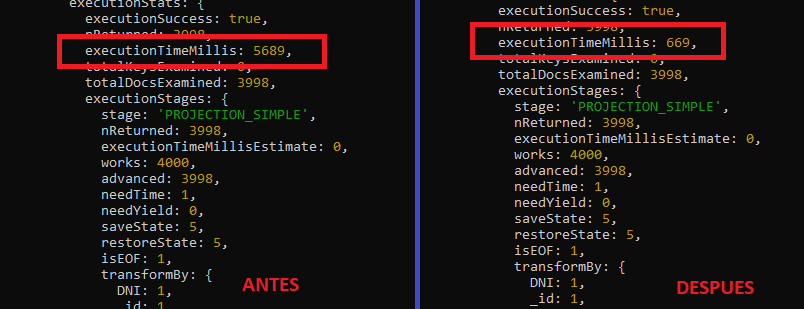 executionStats: {
executionSuccess: true,
nReturned: 3998,
executionTimeMillis: 5689,
totalKeysExamined: 0,
totalDocsExamined: 3998,
executionStages: {
stage: 'PROJECTION_SIMPLE',
nReturned: 3998,
executionTimeMillisEstimate: 0,
works: 4000,
advanced: 3998,
needTime: 1,
needYield: 0,
saveState: 5,
restoreState: 5,
isEOF: 1,
transformBy: {
DNI: 1,
_id: 1,
ANTES
executionSuccess: true,
nReturned: 3998,
executionTimeMillis: 669,
totalKeysExamined: 0,
totalDocsExamined: 3998,
executionStages: {
stage: 'PROJECTION_SIMPLE',
nReturned: 3998,
executionTimeMillisEstimate: 0,
works: 4000,
advanced: 3998,
needTime: 1,
needYield: 0,
saveState: 5,
restoreState: 5,
isEOF: 1,
transformBy: {
DNI: 1,
_id: 1,
DESPUES